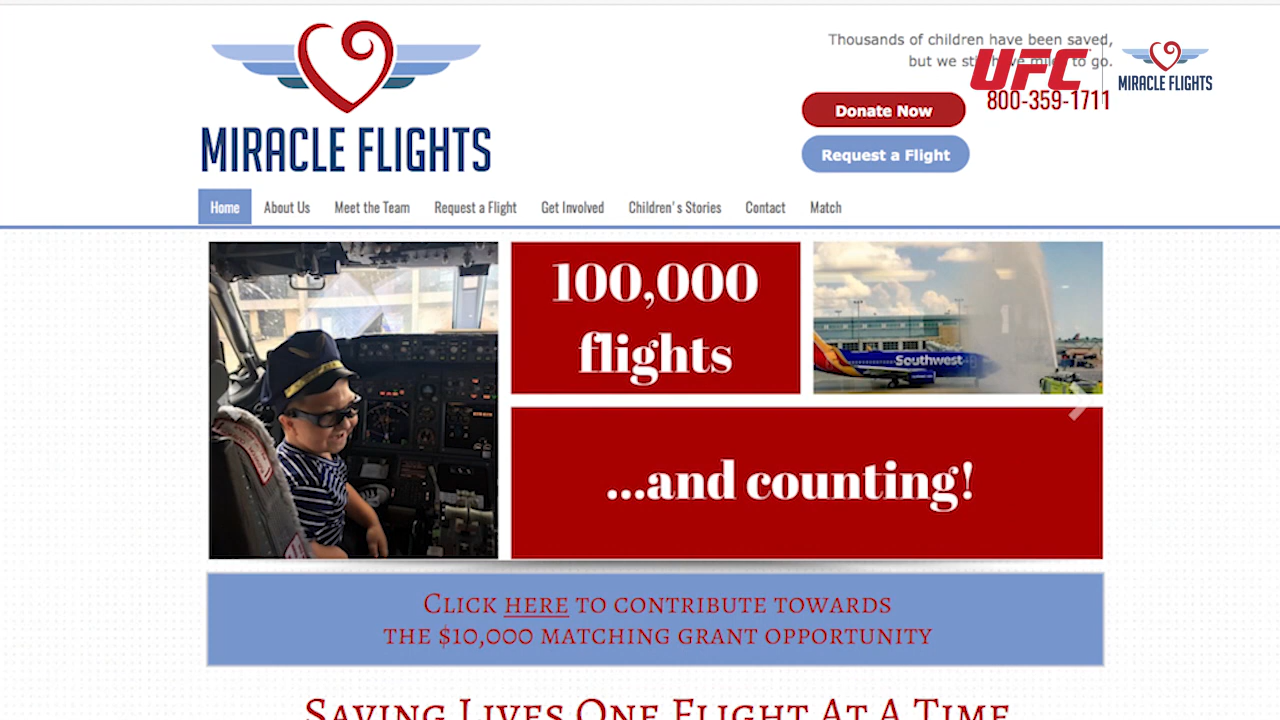 MIRACLE FLIGHTS
Thousands of children have been saved,
but we still have miles to go.
UFC
MIRACLE FLIGHTS
800-359-1711
Donate Now
Request a Flight
Home
About Us
Meet the Team
Request a Flight
Get Involved
Children's Stories
Contact
Match
100,000
flights
Southwest
...and counting!
CLICK HERE TO CONTRIBUTE TOWARDS
THE $10,000 MATCHING GRANT OPPORTUNITY
SAVING LIVES ONE FLIGHT AT A TIME